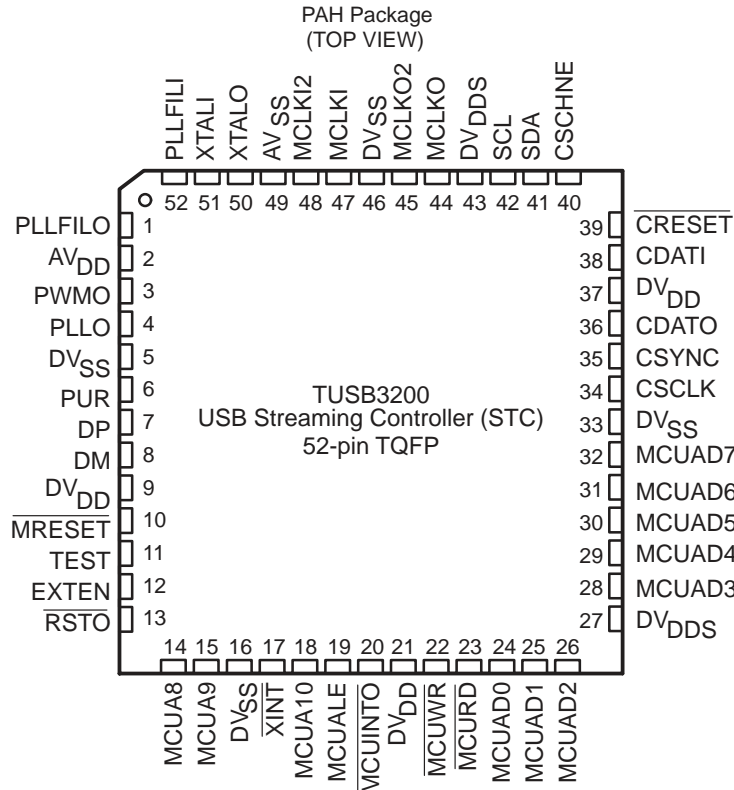 PAH Package
(TOP VIEW)
PLLFILI
XTALI
XTALO
AVSS
MCLKI2
MCLKI
DVSS
MCLKO2
MCLKO
DVDDS
SCL
SDA
CSCHNE
52 51 50 49 48 47 46 45 44 43 42 41 40
PLLFILO 1
AVDD 2
PWMO 3
PLLO 4
DVSS 5
PUR 6
DP 7
DM 8
DVDD 9
MRESET 10
TEST 11
EXTEN 12
RSTO 13
TUSB3200
USB Streaming Controller (STC)
52-pin TQFP
39 CRESET
38 CDATI
37 DVDD
36 CDATO
35 CSYNC
34 CSCLK
33 DVSS
32 MCUAD7
31 MCUAD6
30 MCUAD5
29 MCUAD4
28 MCUAD3
27 DVDDS
14 15 16 17 18 19 20 21 22 23 24 25 26
MCUA8
MCUA9
DVSS
XINT
MCUA10
MCUALE
MCUINTO
DVDD
MCUWR
MCURD
MCUAD0
MCUAD1
MCUAD2